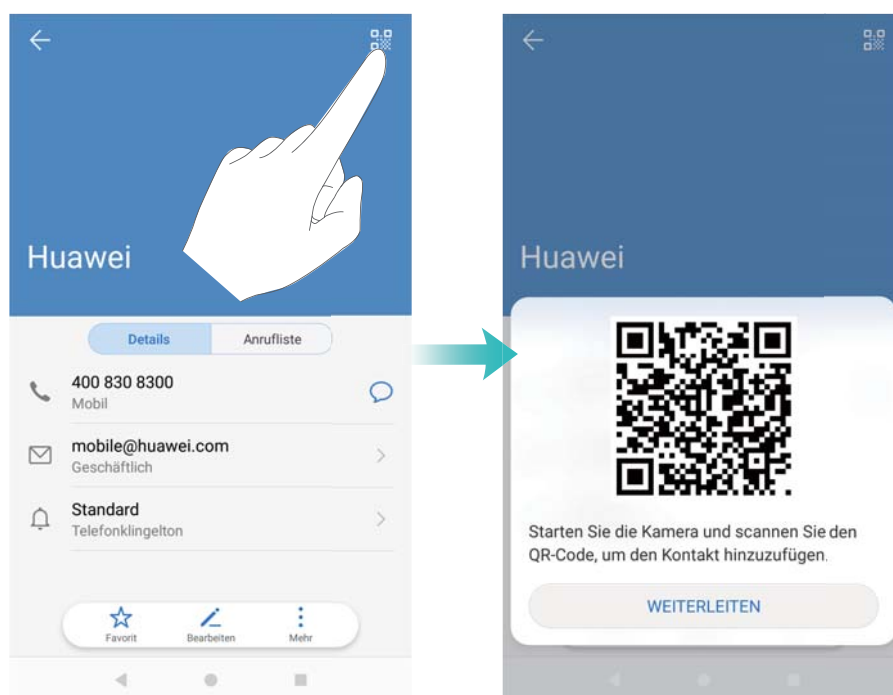 Huawei
Details
Anrufliste
400 830 8300
Mobil
mobile@huawei.com
Geschäftlich
Standard
Telefonklingelton
Favorit
Bearbeiten
Mehr
Huawei
Starten Sie die Kamera und scannen Sie den
QR-Code, um den Kontakt hinzuzufügen.
WEITERLEITEN